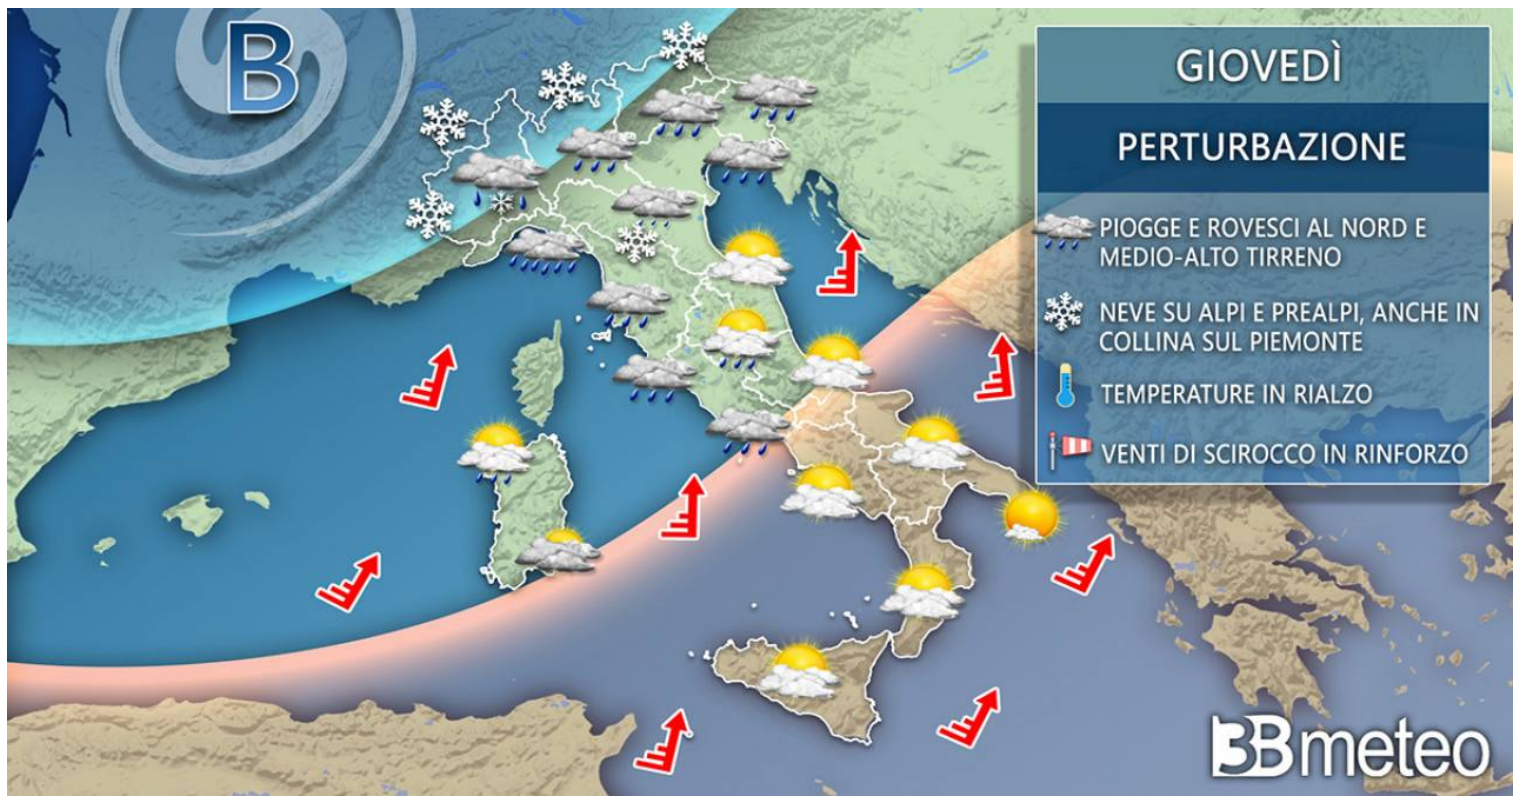 B
GIOVEDÌ
PERTURBAZIONE
PIOGGE E ROVESCI AL NORD E
MEDIO-ALTO TIRRENO
NEVE SU ALPI E PREALPI, ANCHE IN
COLLINA SUL PIEMONTE
TEMPERATURE IN RIALZO
VENTI DI SCIROCCO IN RINFORZO
3Bmeteo